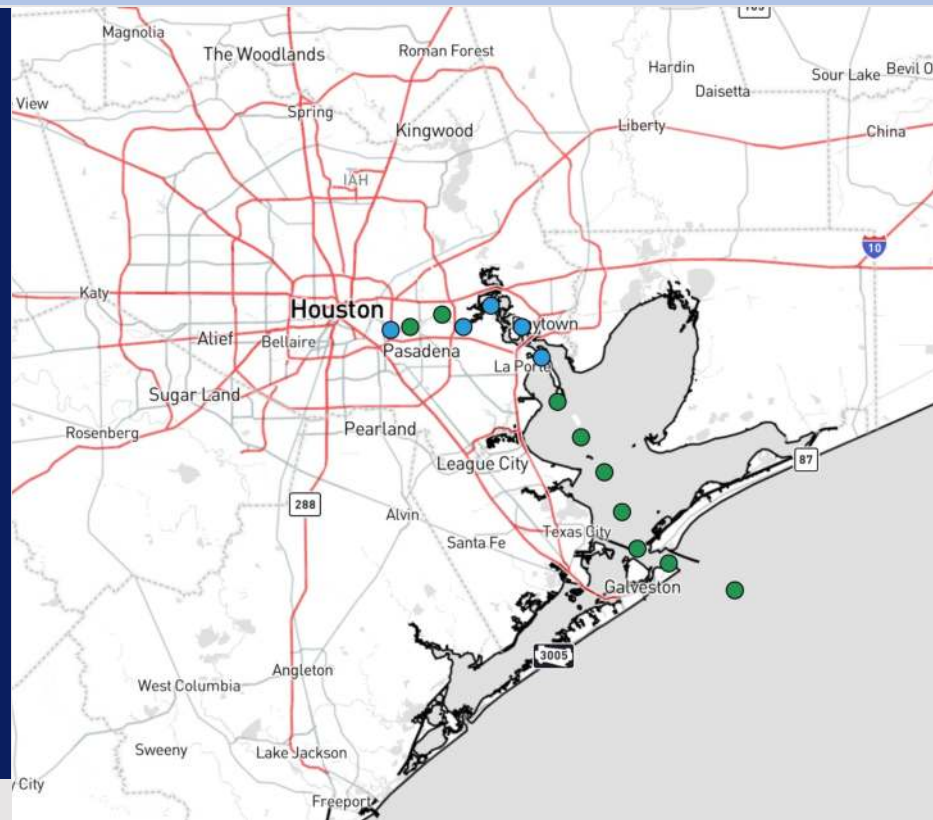 Magnolia
The Woodlands
Roman Forest
Hardin
Daisetta
Sour Lake
Bevil O
View
Spring
Kingwood
Liberty
China
IAH
10
Katy
Houston
Alief
Bellaire
Pasadena
ytown
La Porte
Sugar Land
Rosenberg
Pearland
League City
87
288
Alvin
Santa Fe
Texas City
Galveston
3005
Angleton
West Columbia
Sweeny
Lake Jackson
City
Freeport